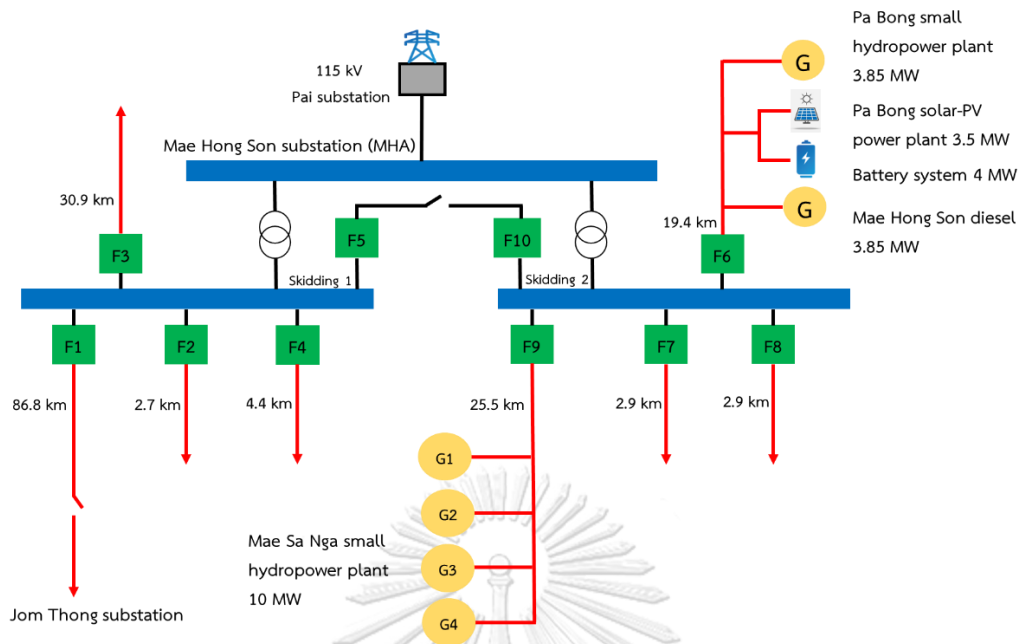 115 kV
Pai substation
Mae Hong Son substation (MHA)
30.9 km
F3
F5
F10
Skidding 1
Skidding 2
19.4 km
F6
G
Pa Bong small
hydropower plant
3.85 MW
Pa Bong solar-PV
power plant 3.5 MW
Battery system 4 MW
G
Mae Hong Son diesel
3.85 MW
F1
F2
F4
F9
F7
F8
86.8 km
2.7 km
4.4 km
25.5 km
2.9 km
2.9 km
G1
G2
G3
G4
Mae Sa Nga small
hydropower plant
10 MW
Jom Thong substation